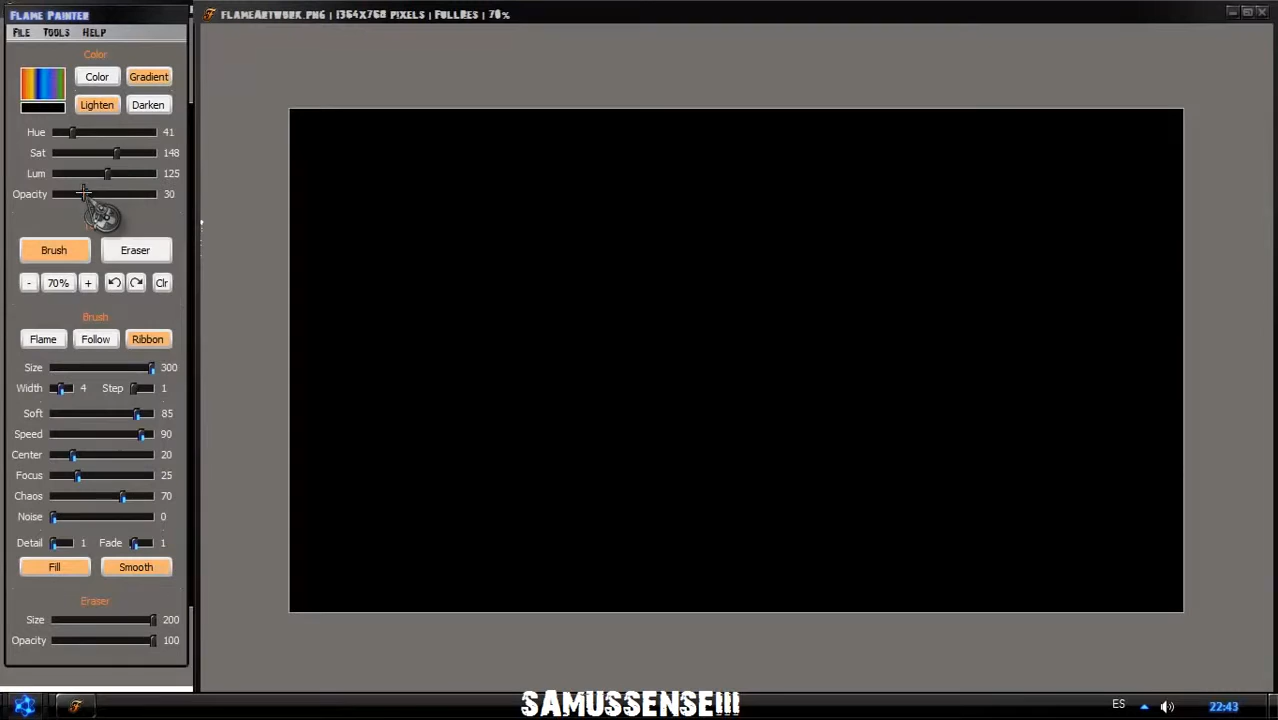 Flame Painter
FlameArtwork.png | 1364x768 pixels | FullRes | 70%
File Tools Help
Color
Color Gradient
Lighten Darken
Hue 41
Sat 148
Lum 125
Opacity 30
Brush Eraser
- 70% + Clr
Brush
Flame Follow Ribbon
Size 300
Width 4 Step 1
Soft 85
Speed 90
Center 20
Focus 25
Chaos 70
Noise 0
Detail 1 Fade 1
Fill Smooth
Eraser
Size 200
Opacity 100
SAMUSSENSE!!!
ES 22:43